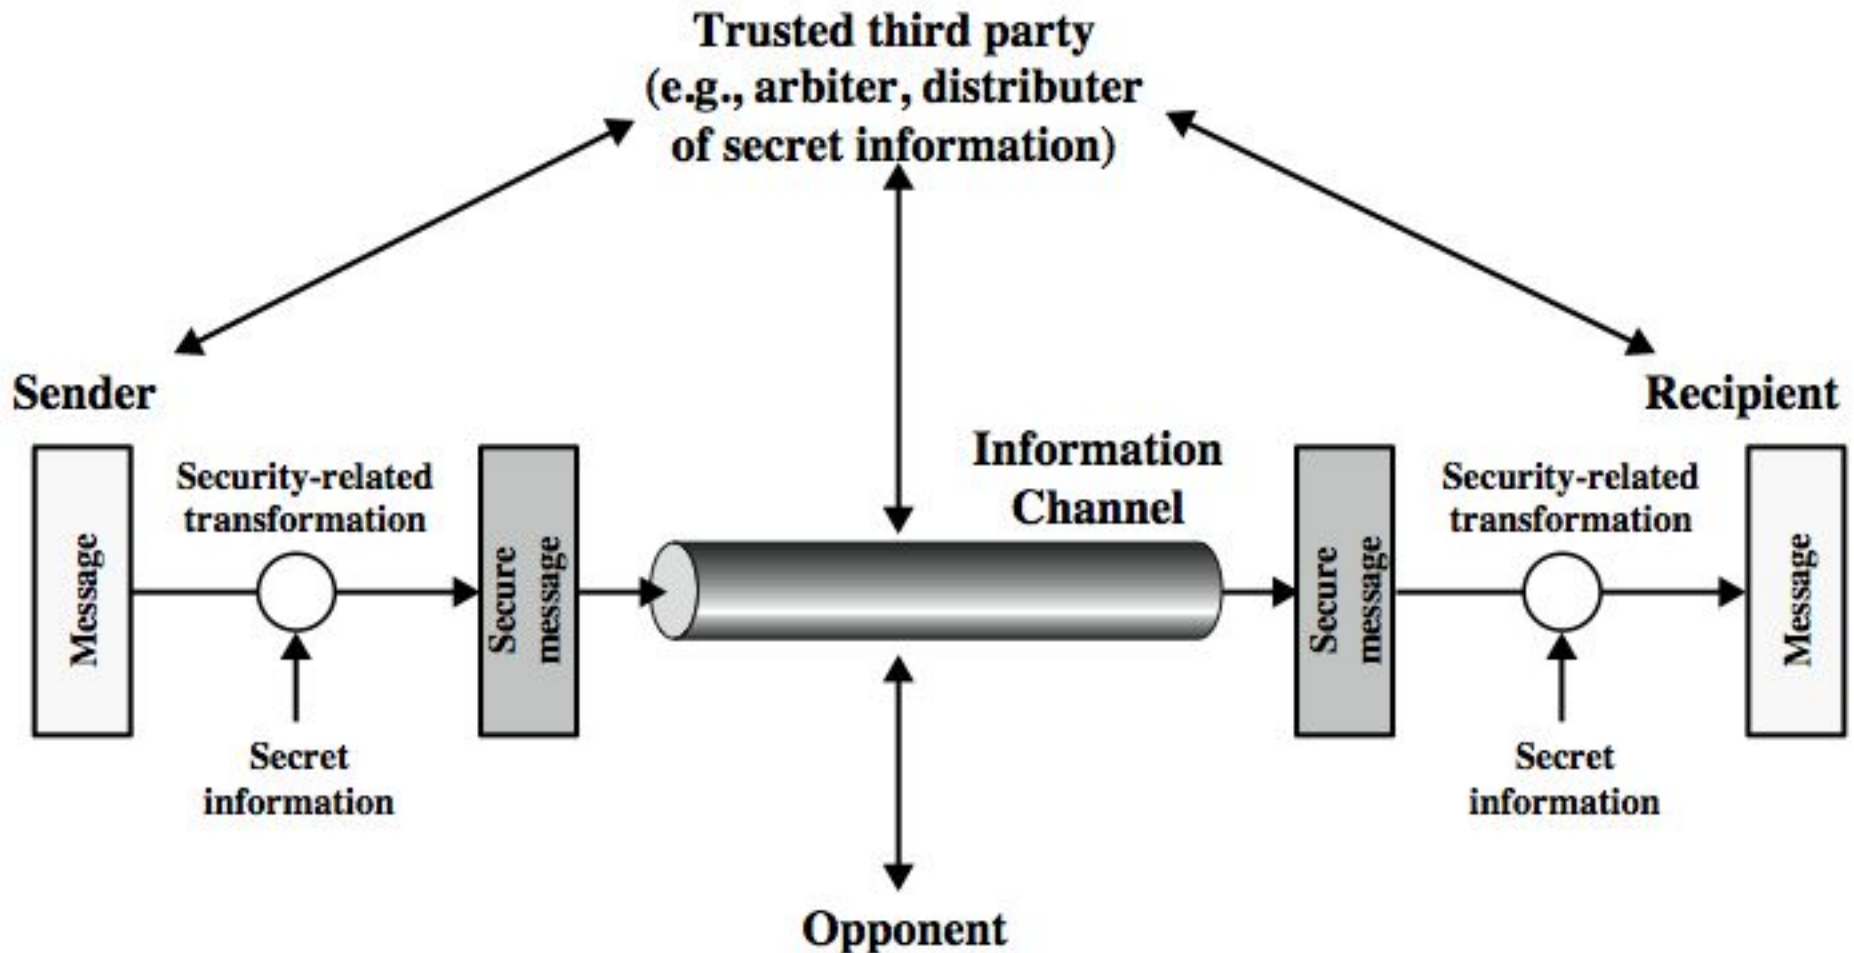 Trusted third party
(e.g., arbiter, distributer
of secret information)
Sender
Recipient
Information
Channel
Security-related
transformation
Security-related
transformation
Message
Secure
message
Secure
message
Message
Secret
information
Secret
information
Opponent